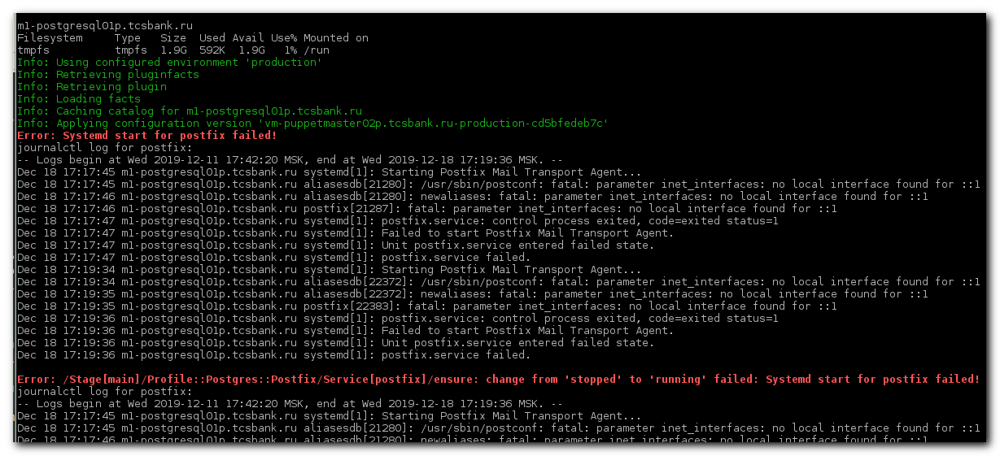 m1-postgresql01p.tcsbank.ru
Filesystem     Type   Size  Used Avail Use% Mounted on
tmpfs          tmpfs  1.9G  592K  1.9G   1% /run
Info: Using configured environment 'production'
Info: Retrieving pluginfacts
Info: Retrieving plugin
Info: Loading facts
Info: Caching catalog for m1-postgresql01p.tcsbank.ru
Info: Applying configuration version 'vm-puppetmaster02p.tcsbank.ru-production-cd5bfedeb7c'
Error: Systemd start for postfix failed!
journalctl log for postfix:
-- Logs begin at Wed 2019-12-11 17:42:20 MSK, end at Wed 2019-12-18 17:19:36 MSK. --
Dec 18 17:17:45 m1-postgresql01p.tcsbank.ru systemd[1]: Starting Postfix Mail Transport Agent...
Dec 18 17:17:45 m1-postgresql01p.tcsbank.ru aliasesdb[21280]: /usr/sbin/postconf: fatal: parameter inet_interfaces: no local interface found for ::1
Dec 18 17:17:46 m1-postgresql01p.tcsbank.ru aliasesdb[21280]: newaliases: fatal: parameter inet_interfaces: no local interface found for ::1
Dec 18 17:17:46 m1-postgresql01p.tcsbank.ru postfix[21287]: fatal: parameter inet_interfaces: no local interface found for ::1
Dec 18 17:17:47 m1-postgresql01p.tcsbank.ru systemd[1]: postfix.service: control process exited, code=exited status=1
Dec 18 17:17:47 m1-postgresql01p.tcsbank.ru systemd[1]: Failed to start Postfix Mail Transport Agent.
Dec 18 17:17:47 m1-postgresql01p.tcsbank.ru systemd[1]: Unit postfix.service entered failed state.
Dec 18 17:17:47 m1-postgresql01p.tcsbank.ru systemd[1]: postfix.service failed.
Dec 18 17:19:34 m1-postgresql01p.tcsbank.ru systemd[1]: Starting Postfix Mail Transport Agent...
Dec 18 17:19:34 m1-postgresql01p.tcsbank.ru aliasesdb[22372]: /usr/sbin/postconf: fatal: parameter inet_interfaces: no local interface found for ::1
Dec 18 17:19:35 m1-postgresql01p.tcsbank.ru aliasesdb[22372]: newaliases: fatal: parameter inet_interfaces: no local interface found for ::1
Dec 18 17:19:35 m1-postgresql01p.tcsbank.ru postfix[22383]: fatal: parameter inet_interfaces: no local interface found for ::1
Dec 18 17:19:36 m1-postgresql01p.tcsbank.ru systemd[1]: postfix.service: control process exited, code=exited status=1
Dec 18 17:19:36 m1-postgresql01p.tcsbank.ru systemd[1]: Failed to start Postfix Mail Transport Agent.
Dec 18 17:19:36 m1-postgresql01p.tcsbank.ru systemd[1]: Unit postfix.service entered failed state.
Dec 18 17:19:36 m1-postgresql01p.tcsbank.ru systemd[1]: postfix.service failed.
Error: /Stage[main]/Profile::Postgres::Postfix/Service[postfix]/ensure: change from 'stopped' to 'running' failed: Systemd start for postfix failed!
journalctl log for postfix:
-- Logs begin at Wed 2019-12-11 17:42:20 MSK, end at Wed 2019-12-18 17:19:36 MSK. --
Dec 18 17:17:45 m1-postgresql01p.tcsbank.ru systemd[1]: Starting Postfix Mail Transport Agent...
Dec 18 17:17:45 m1-postgresql01p.tcsbank.ru aliasesdb[21280]: /usr/sbin/postconf: fatal: parameter inet_interfaces: no local interface found for ::1
Dec 18 17:17:46 m1-postgresql01p.tcsbank.ru aliasesdb[21280]: newaliases: fatal: parameter inet_interfaces: no local interface found for ::1